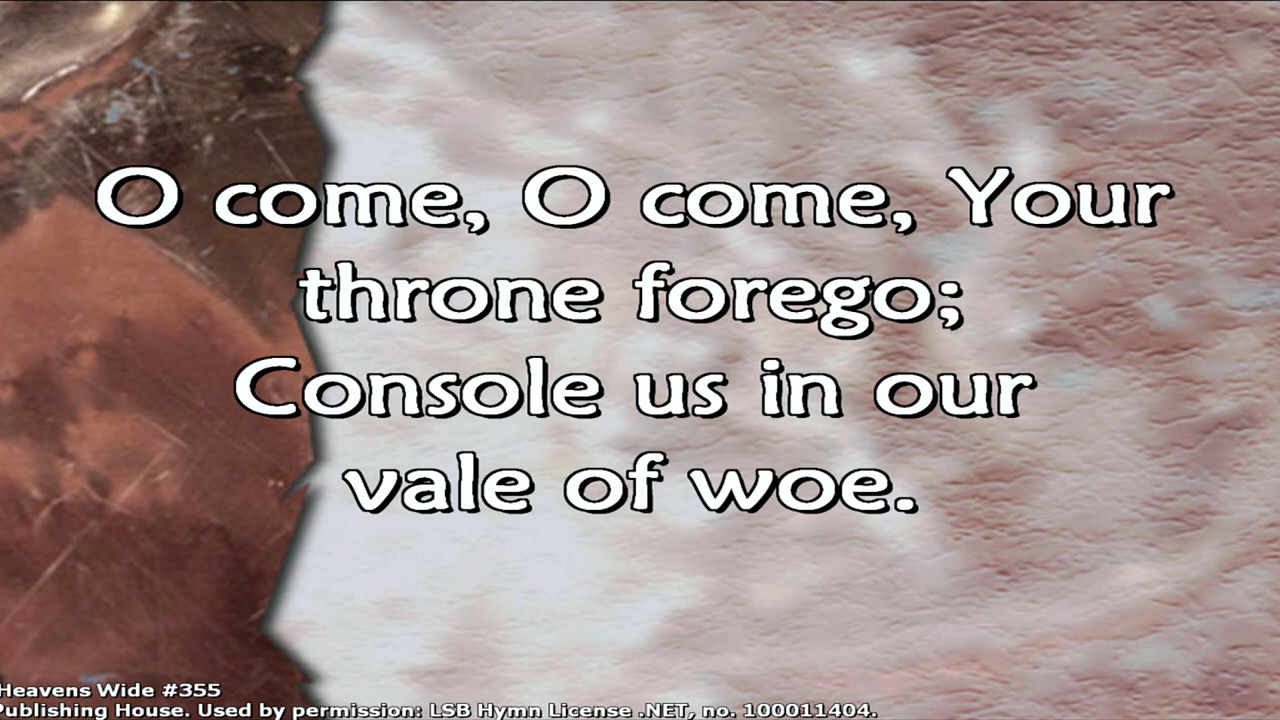 O come, O come, Your
throne forego;
Console us in our
vale of woe.
Heavens Wide #355
Publishing House. Used by permission: LSB Hymn License .NET, no. 100011404.